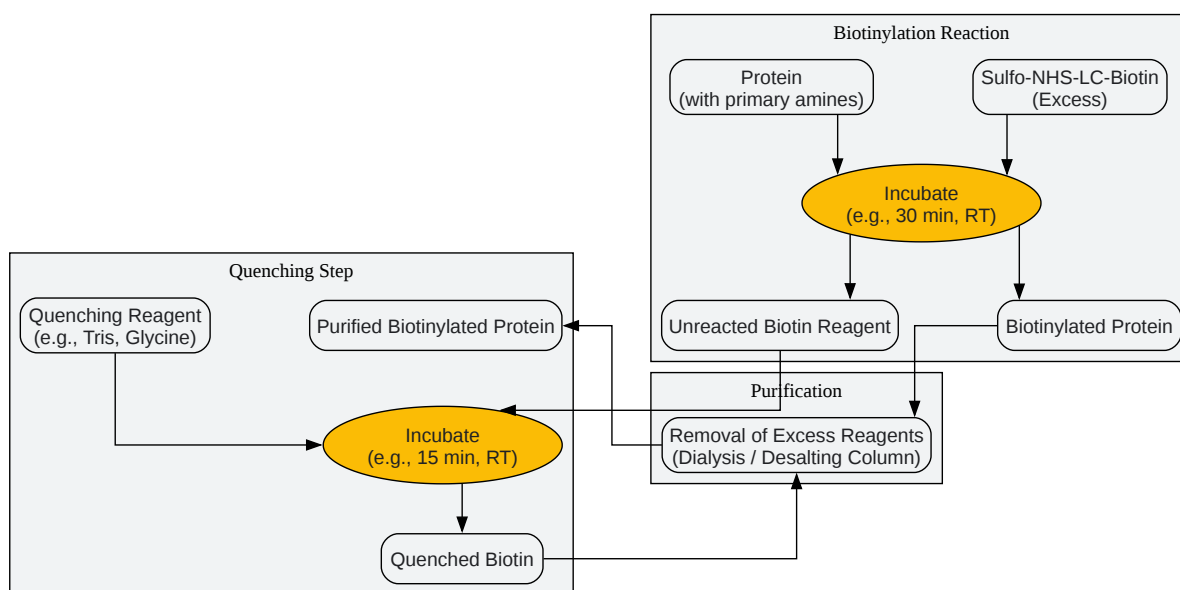 Biotinylation Reaction
Protein
(with primary amines)
Sulfo-NHS-LC-Biotin
(Excess)
Incubate
(e.g., 30 min, RT)
Unreacted Biotin Reagent
Biotinylated Protein
Quenching Step
Quenching Reagent
(e.g., Tris, Glycine)
Purified Biotinylated Protein
Incubate
(e.g., 15 min, RT)
Quenched Biotin
Purification
Removal of Excess Reagents
(Dialysis / Desalting Column)